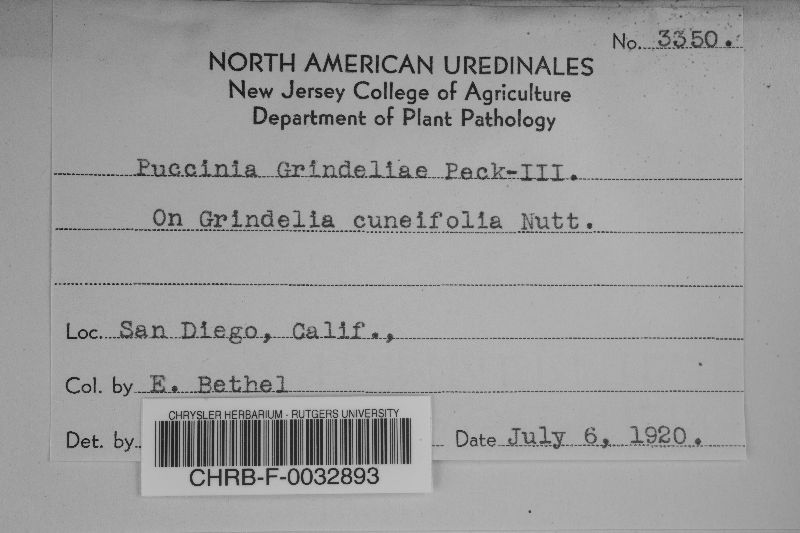 No. 3350.
NORTH AMERICAN UREDINALES
New Jersey College of Agriculture
Department of Plant Pathology
Puccinia Grindeliae Peck-III.
On Grindelia cuneifolia Nutt.
Loc. San Diego, Calif.,
Col. by E. Bethel
Det. by
Date July 6, 1920.
CHRYSLER HERBARIUM - RUTGERS UNIVERSITY
CHRB-F-0032893